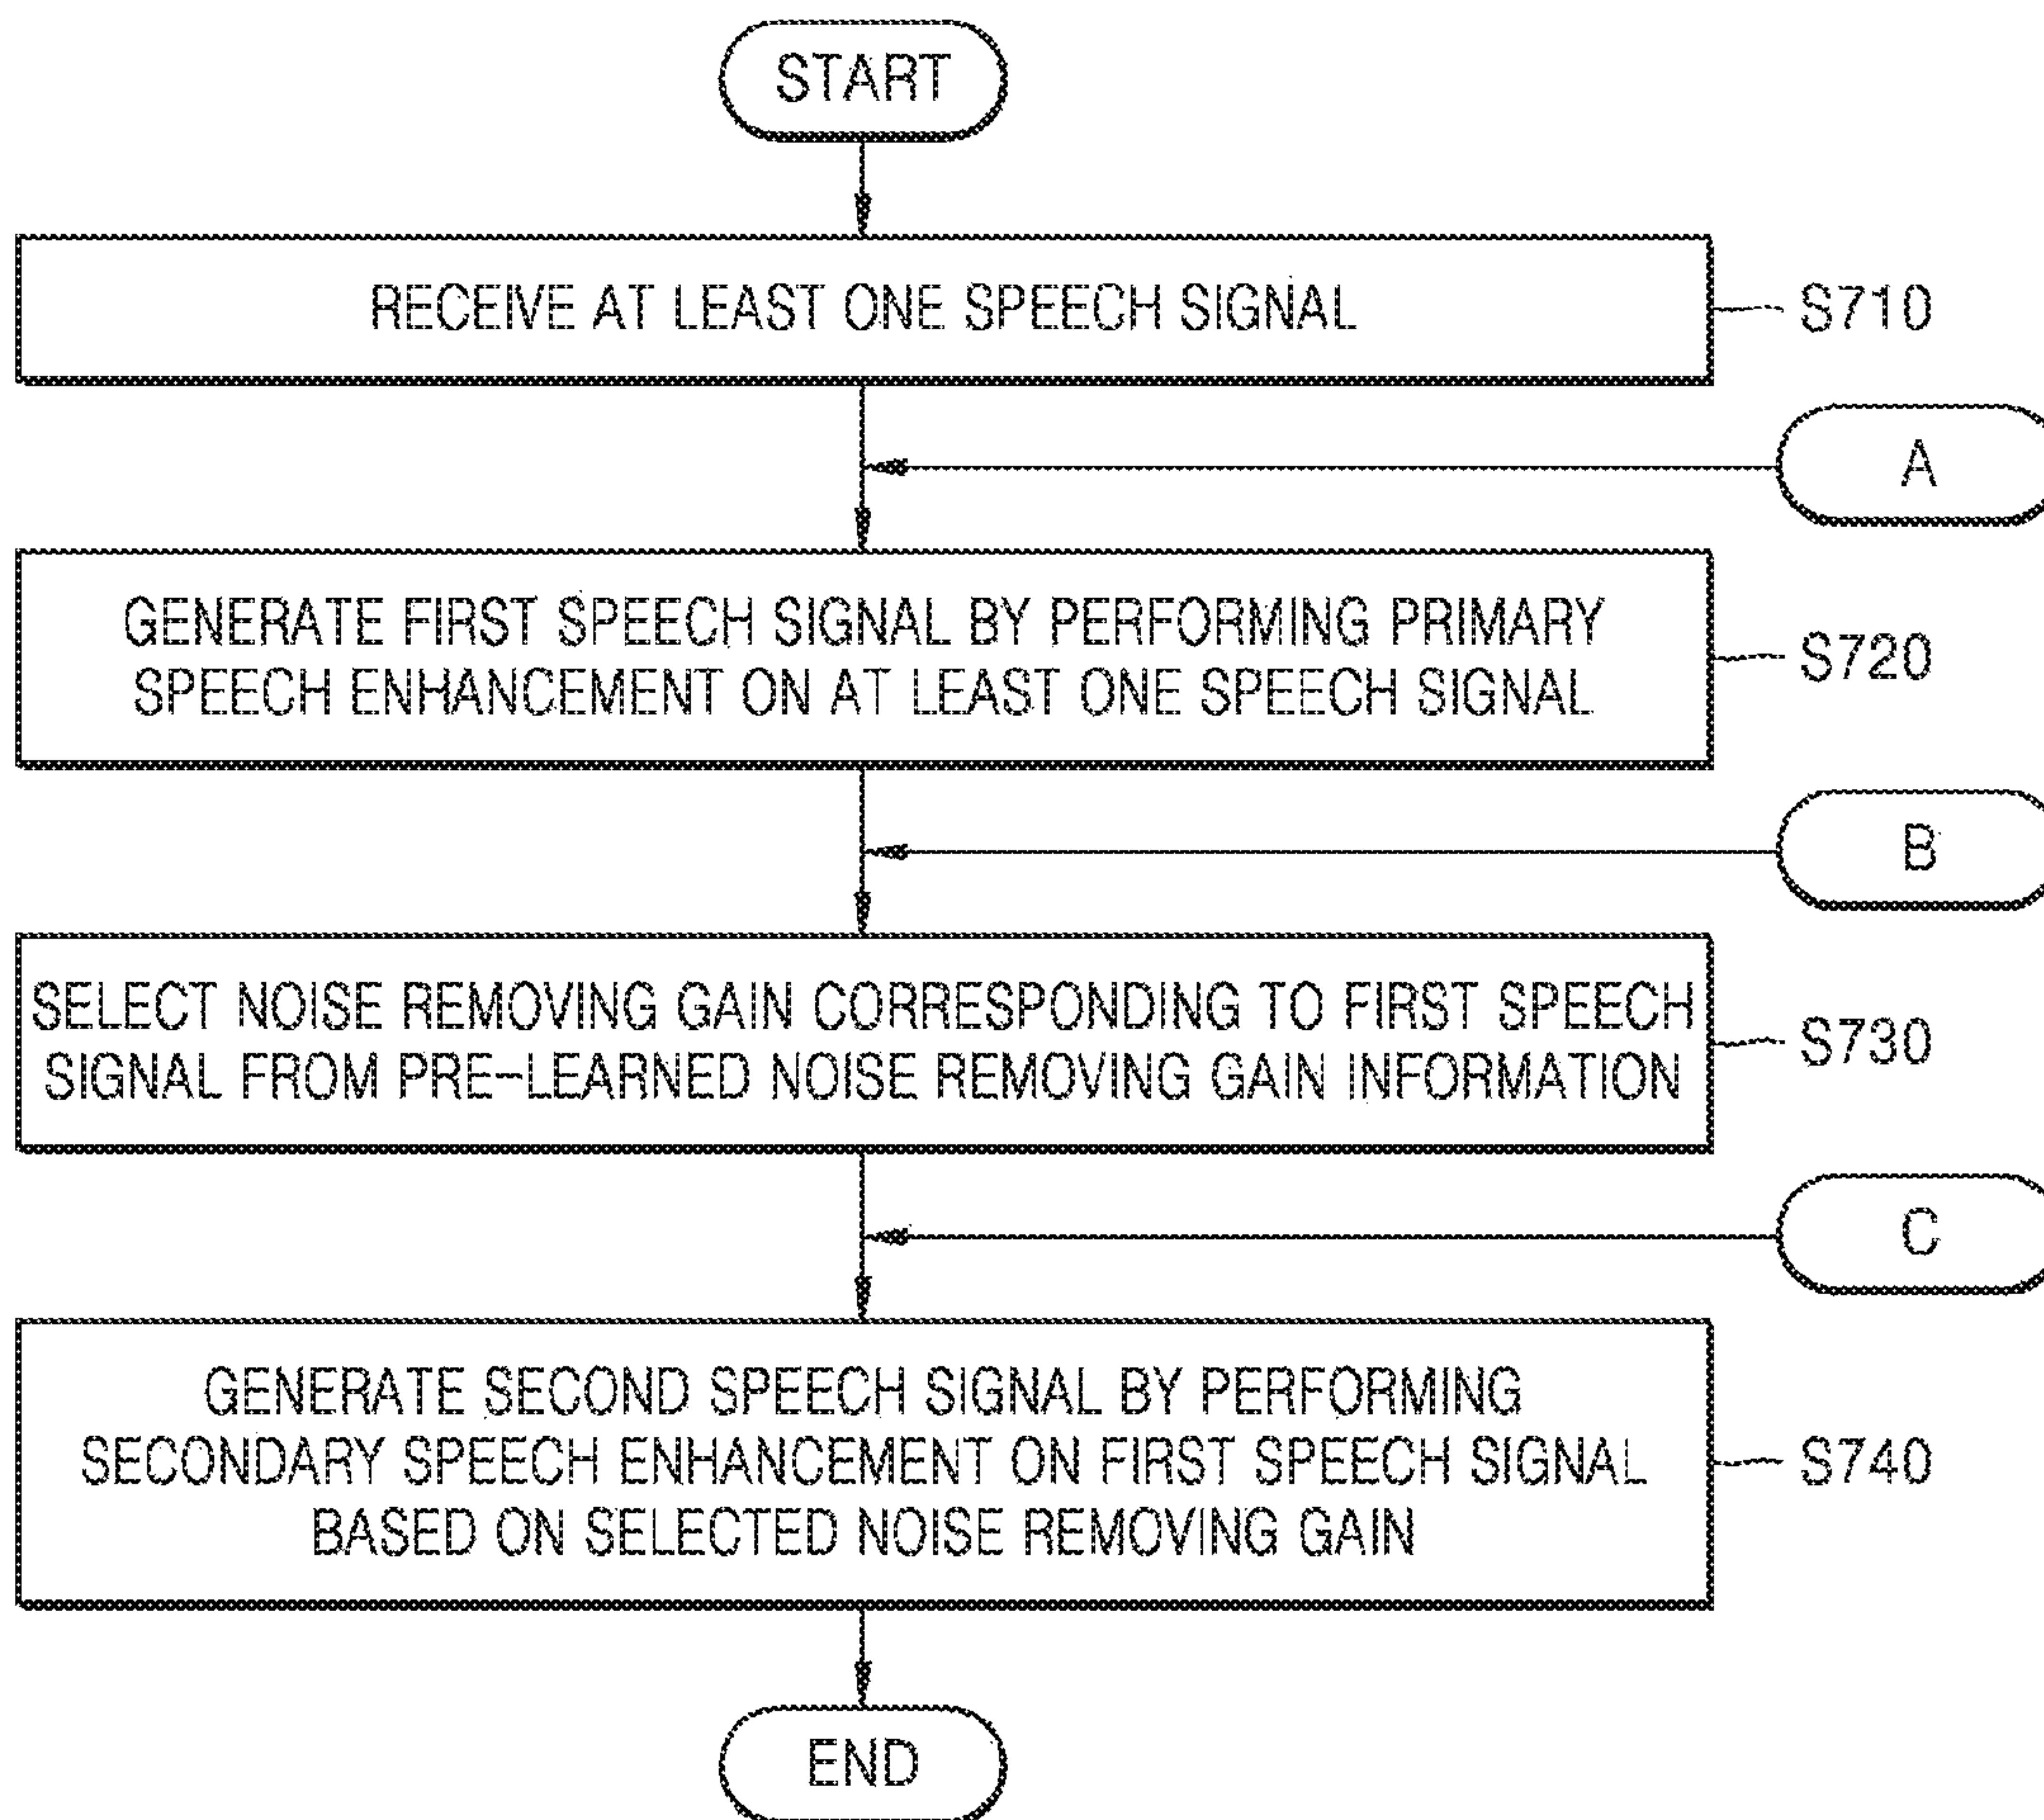 START
RECEIVE AT LEAST ONE SPEECH SIGNAL
S710
A
GENERATE FIRST SPEECH SIGNAL BY PERFORMING PRIMARY
SPEECH ENHANCEMENT ON AT LEAST ONE SPEECH SIGNAL
S720
B
SELECT NOISE REMOVING GAIN CORRESPONDING TO FIRST SPEECH
SIGNAL FROM PRE-LEARNED NOISE REMOVING GAIN INFORMATION
S730
C
GENERATE SECOND SPEECH SIGNAL BY PERFORMING
SECONDARY SPEECH ENHANCEMENT ON FIRST SPEECH SIGNAL
BASED ON SELECTED NOISE REMOVING GAIN
S740
END